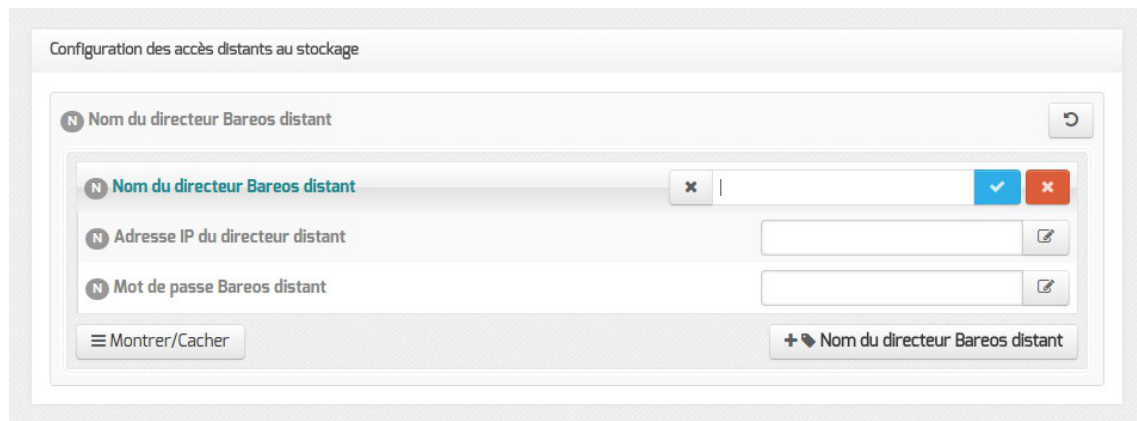 Configuration des accès distants au stockage
N Nom du directeur Bareos distant
N Nom du directeur Bareos distant
N Adresse IP du directeur distant
N Mot de passe Bareos distant
Montrer/Cacher
Nom du directeur Bareos distant